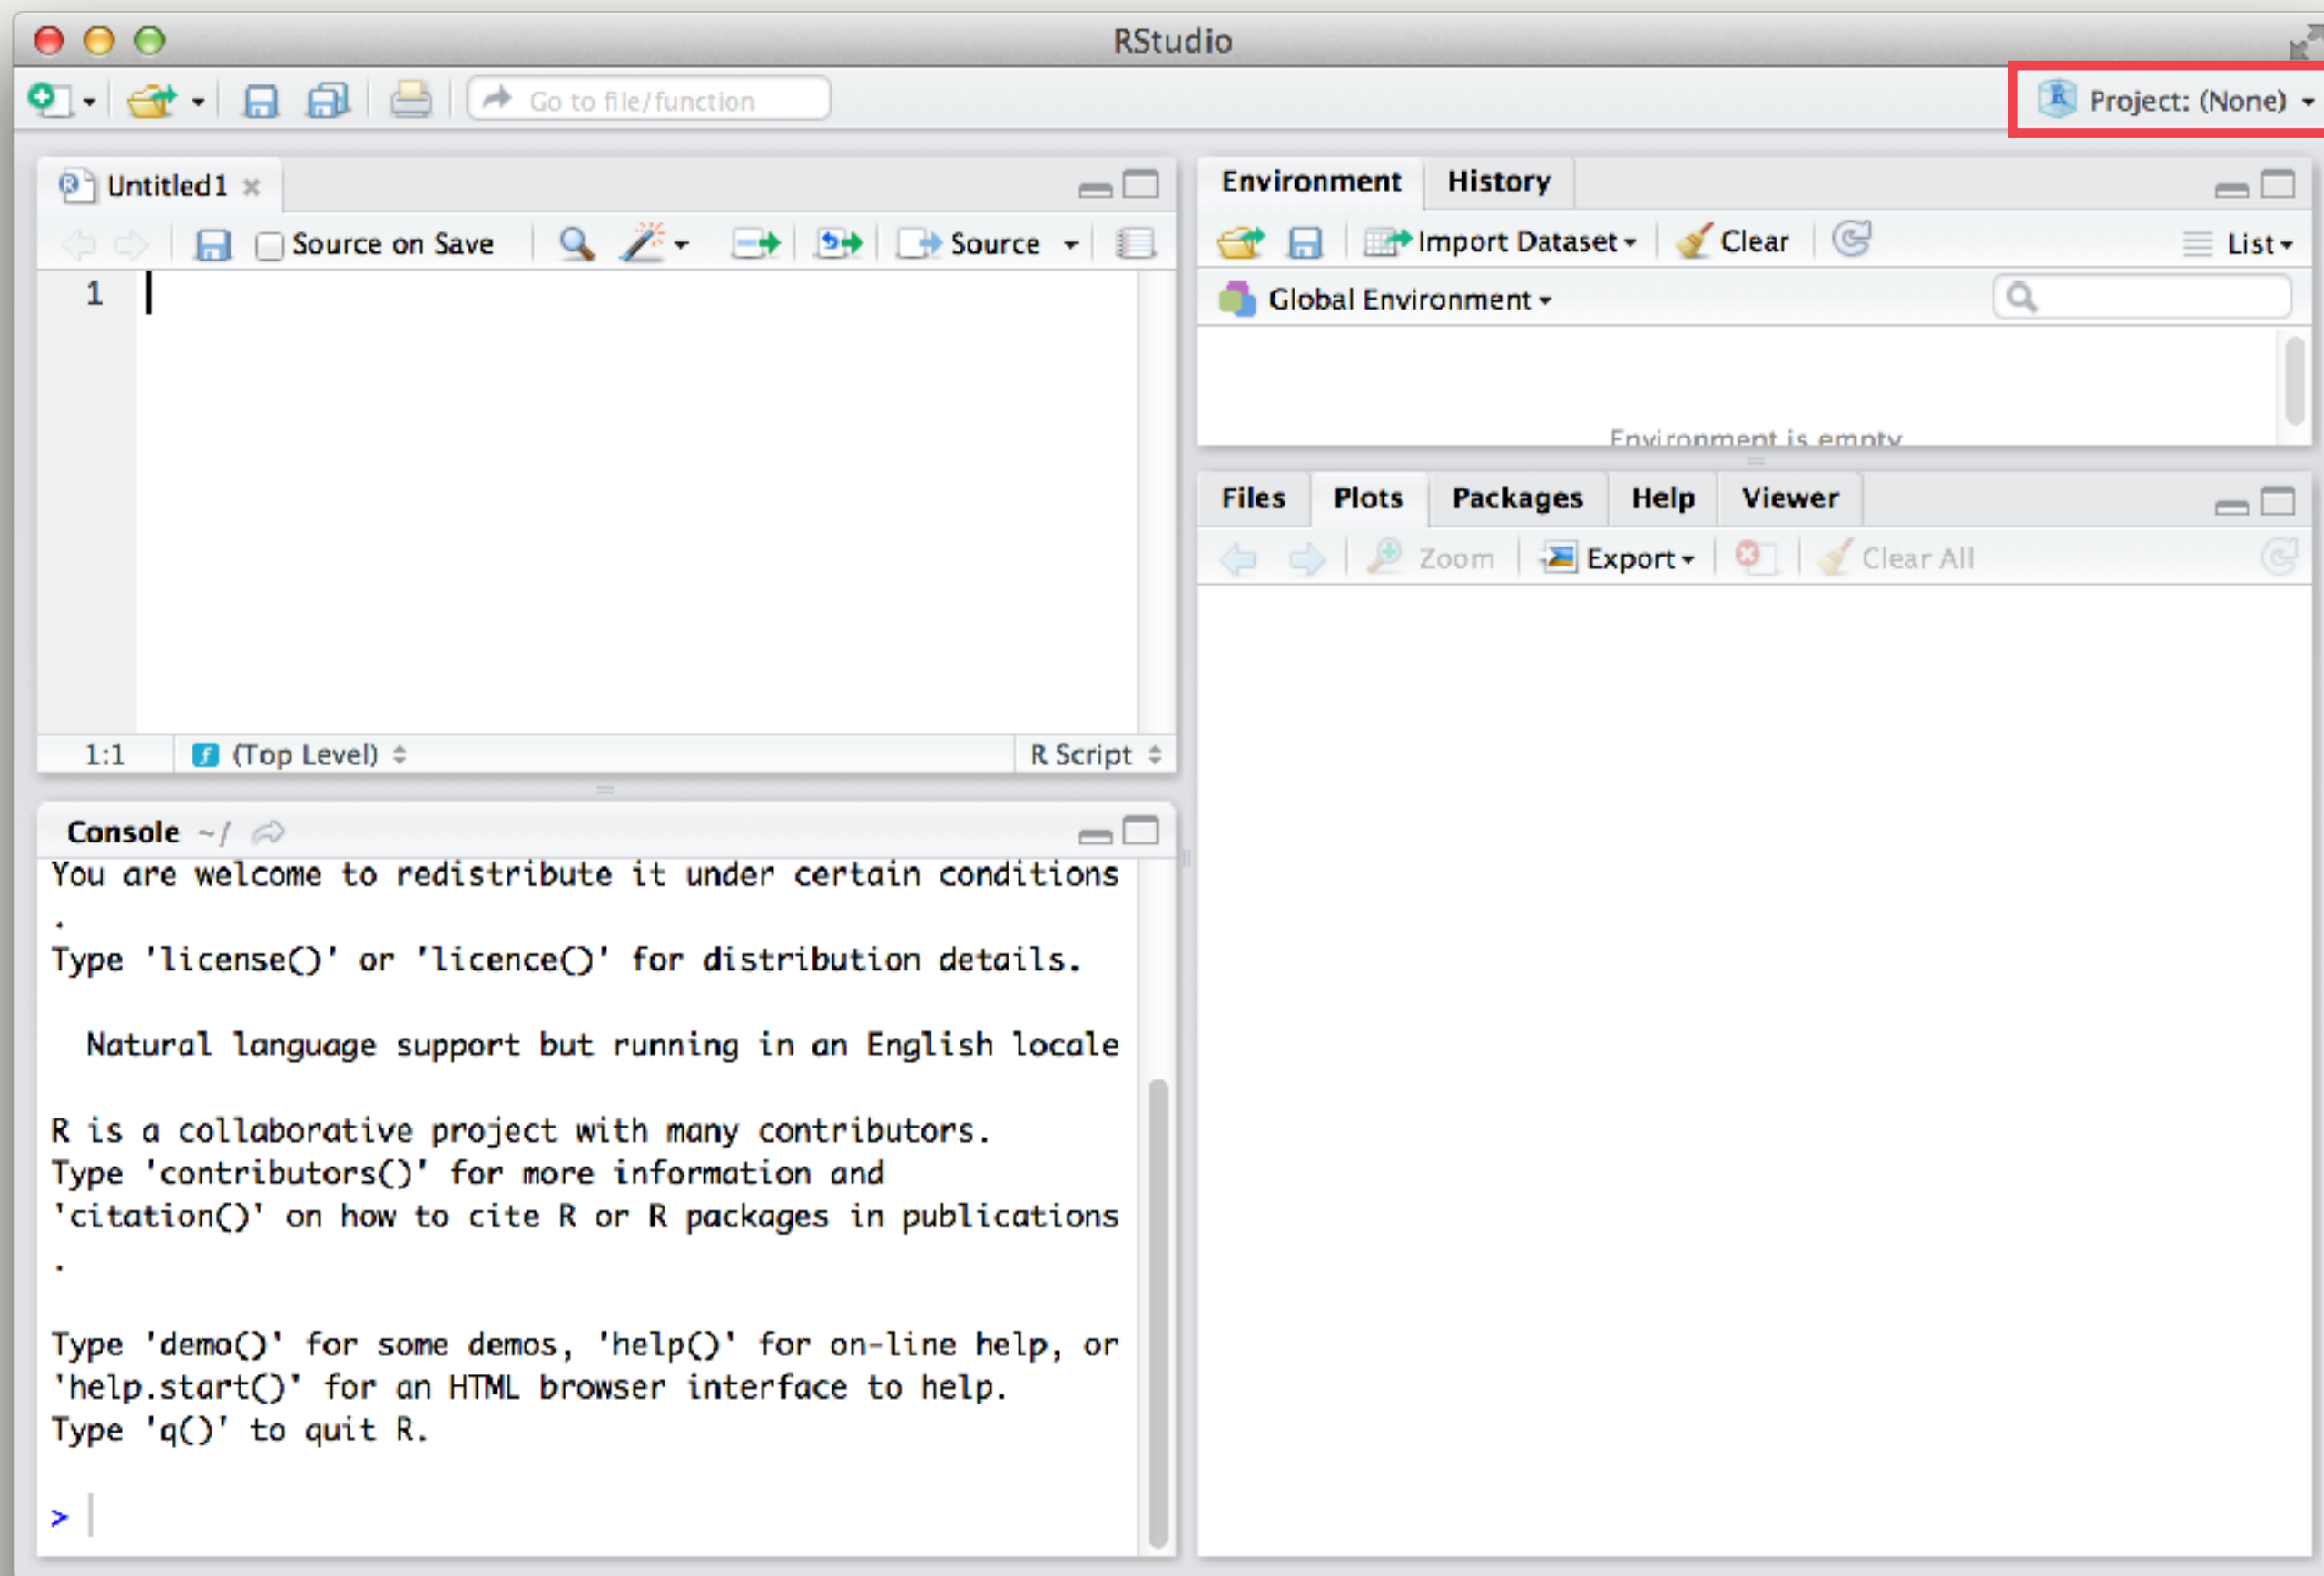 RStudio
Go to file/function
Project: (None)
Untitled1
Source on Save
Source
1
1:1
(Top Level)
R Script
Console ~/
You are welcome to redistribute it under certain conditions
.
Type 'license()' or 'licence()' for distribution details.
Natural language support but running in an English locale
R is a collaborative project with many contributors.
Type 'contributors()' for more information and
'citation()' on how to cite R or R packages in publications
.
Type 'demo()' for some demos, 'help()' for on-line help, or
'help.start()' for an HTML browser interface to help.
Type 'q()' to quit R.
>
Environment History
Import Dataset Clear List
Global Environment
Environment is empty
Files Plots Packages Help Viewer
Zoom Export Clear All